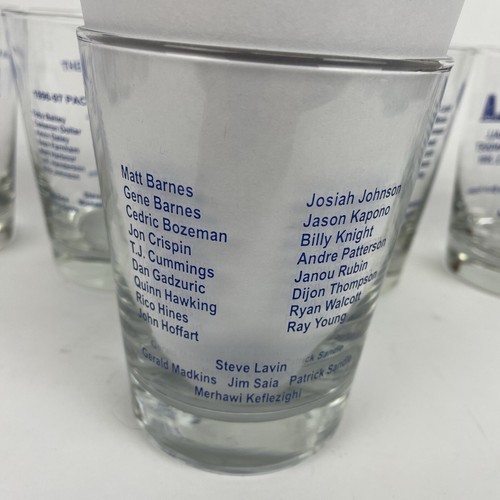 Matt Barnes
Gene Barnes
Cedric Bozeman
Jon Crispin
T.J. Cummings
Dan Gadzuric
Quinn Hawking
Rico Hines
John Hoffart
Josiah Johnson
Jason Kapono
Billy Knight
Andre Patterson
Janou Rubin
Dijon Thompson
Ryan Walcott
Ray Young
Steve Lavin
Gerald Madkins Jim Saia Patrick Sandle
Merhawi Keflezighi
1996-97 PAC